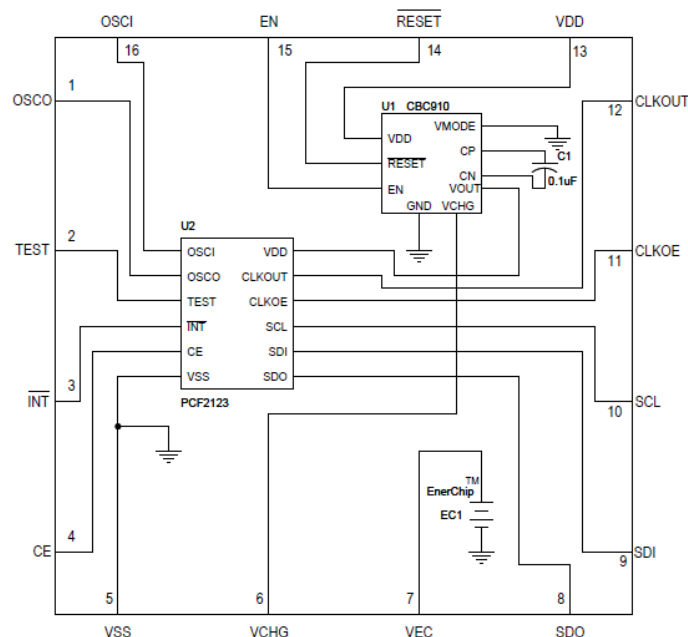 OSCI EN RESET VDD
16 15 14 13
1
OSCO
12
CLKOUT
U1 CBC910
VMODE
VDD
CP
C1
RESET
CN
0.1uF
EN VOUT
GND VCHG
U2
2
TEST
11
CLKOE
OSCI VDD
OSCO CLKOUT
TEST CLKOE
INT SCL
CE SDI
VSS SDO
PCF2123
3
INT
10
SCL
TM
EnerChip
EC1
4
CE
9
SDI
5 6 7 8
VSS VCHG VEC SDO